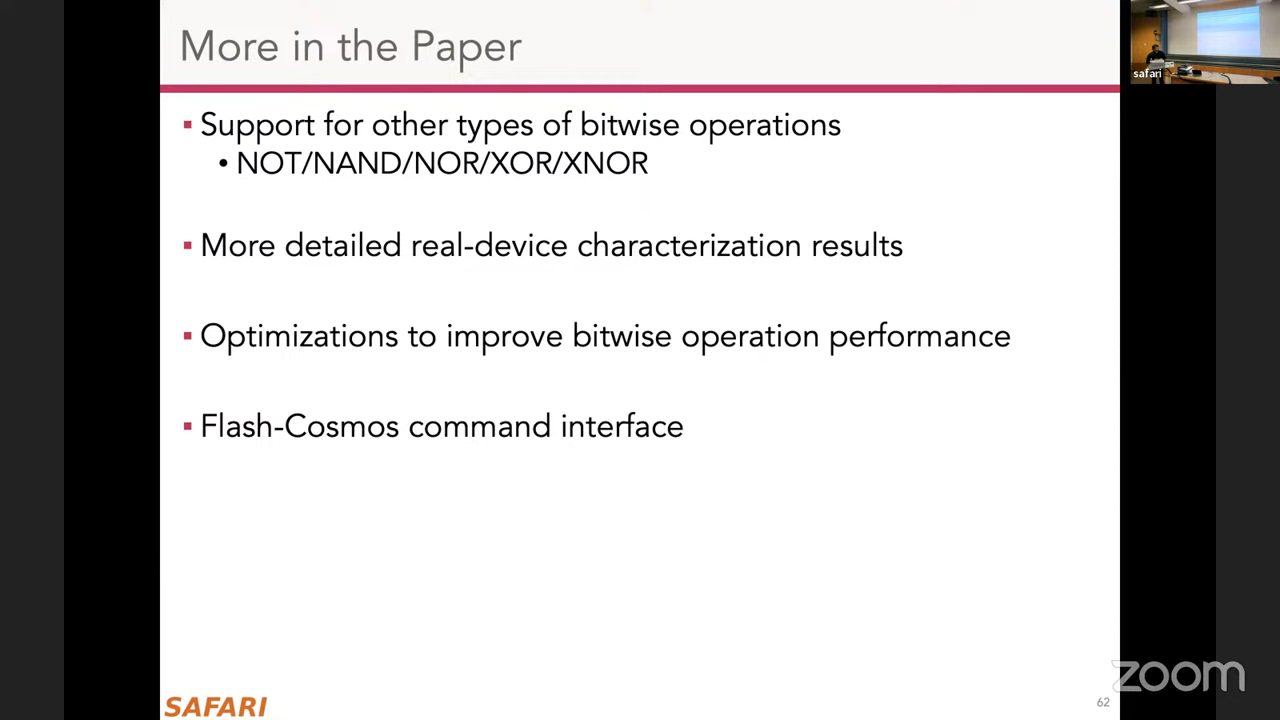 More in the Paper
safari
▪ Support for other types of bitwise operations
• NOT/NAND/NOR/XOR/XNOR
▪ More detailed real-device characterization results
▪ Optimizations to improve bitwise operation performance
▪ Flash-Cosmos command interface
SAFARI
62
zoom